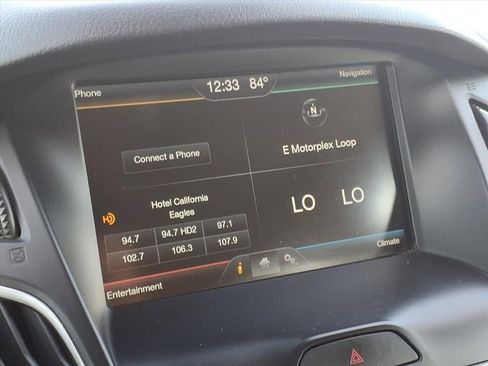 Phone
12:33 84°
Navigation
N
Connect a Phone
E Motorplex Loop
HD
Hotel California
Eagles
94.7 94.7 HD2 97.1
102.7 106.3 107.9
LO LO
Entertainment
i
Climate